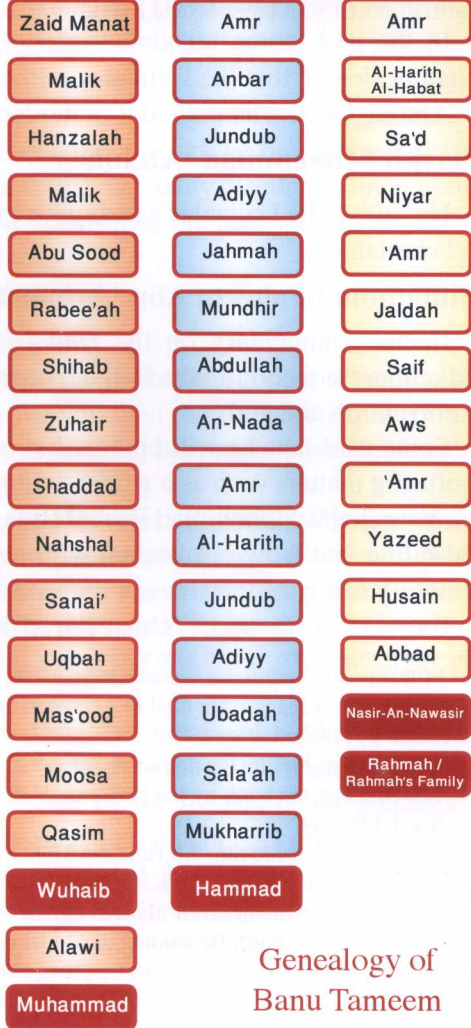 Zaid Manat
Malik
Hanzalah
Malik
Abu Sood
Rabee'ah
Shihab
Zuhair
Shaddad
Nahshal
Sanai'
Uqbah
Mas'ood
Moosa
Qasim
Wuhaib
Alawi
Muhammad
Amr
Anbar
Jundub
Adiyy
Jahmah
Mundhir
Abdullah
An-Nada
Amr
Al-Harith
Jundub
Adiyy
Ubadah
Sala'ah
Mukharrib
Hammad
Amr
Al-Harith
Al-Habat
Sa'd
Niyar
'Amr
Jaldah
Saif
Aws
'Amr
Yazeed
Husain
Abbad
Nasir-An-Nawasir
Rahmah /
Rahmah's Family
Genealogy of
Banu Tameem